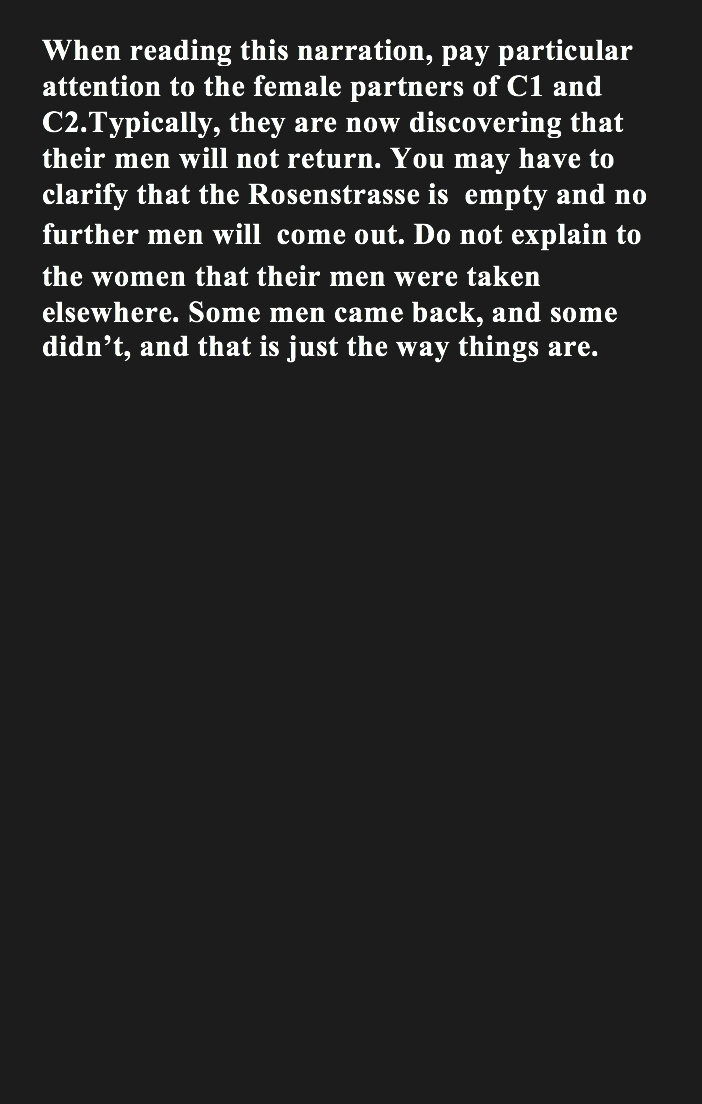 When reading this narration, pay particular
attention to the female partners of C1 and
C2.Typically, they are now discovering that
their men will not return. You may have to
clarify that the Rosenstrasse is  empty and no
further men will  come out. Do not explain to
the women that their men were taken
elsewhere. Some men came back, and some
didn’t, and that is just the way things are.